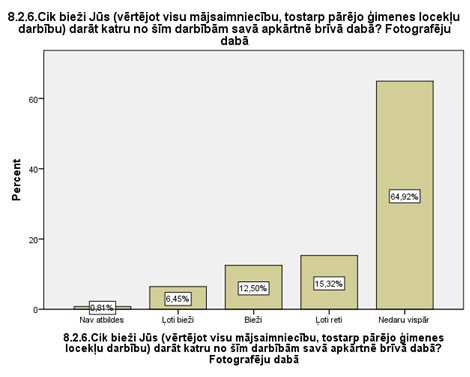 8.2.6.Cik bieži Jūs (vērtējot visu mājsaimniecību, tostarp pārējo ģimenes locekļu
darbību) darāt katru no šīm darbībām savā apkārtnē brīvā dabā? Fotografēju
dabā
Percent
60
40
20
0
0,81%
6,45%
12,50%
15,32%
64,92%
Nav atbildes
Ļoti bieži
Bieži
Ļoti reti
Nedaru vispār
8.2.6.Cik bieži Jūs (vērtējot visu mājsaimniecību, tostarp pārējo ģimenes
locekļu darbību) darāt katru no šīm darbībām savā apkārtnē brīvā dabā?
Fotografēju dabā